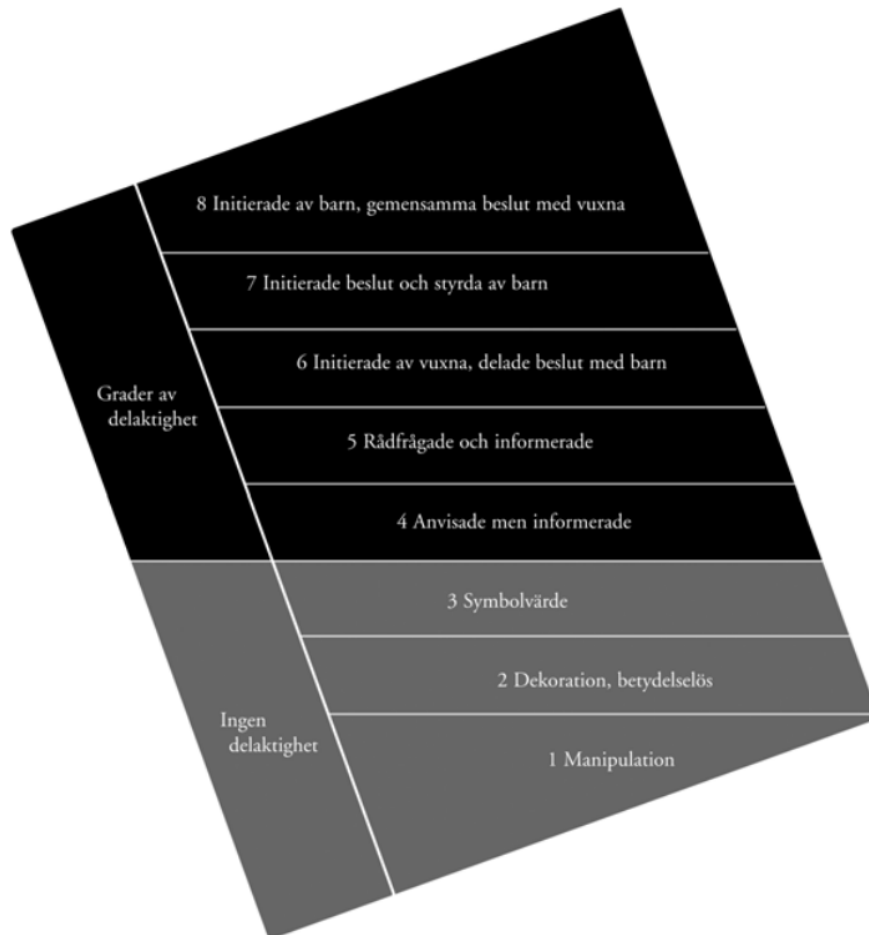 8 Initierade av barn, gemensamma beslut med vuxna
7 Initierade beslut och styrda av barn
6 Initierade av vuxna, delade beslut med barn
Grader av
delaktighet
5 Rådfrågade och informerade
4 Anvisade men informerade
3 Symbolvärde
2 Dekoration, betydelselös
Ingen
delaktighet
1 Manipulation